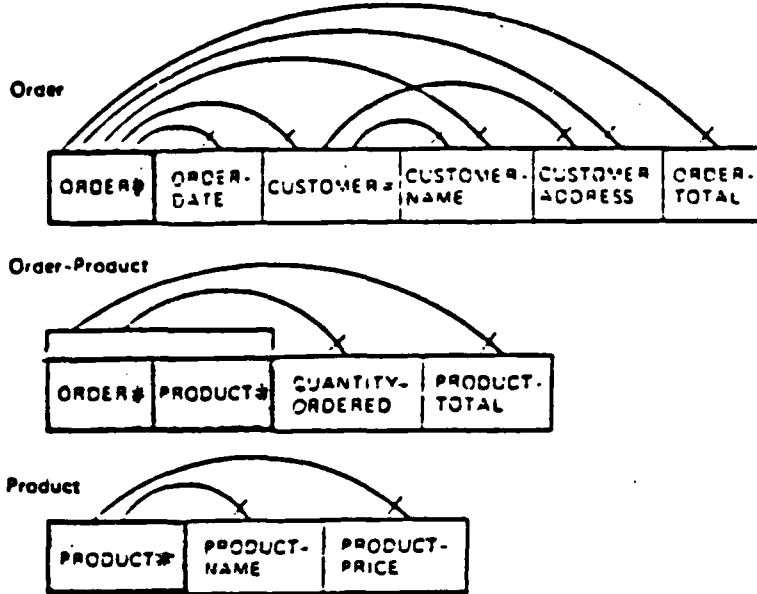 Order
ORDER#
ORDER-
DATE
CUSTOMER#
CUSTOMER-
NAME
CUSTOMER
ADDRESS
ORDER-
TOTAL
Order-Product
ORDER#
PRODUCT#
QUANTITY-
ORDERED
PRODUCT-
TOTAL
Product
PRODUCT#
PRODUCT-
NAME
PRODUCT-
PRICE